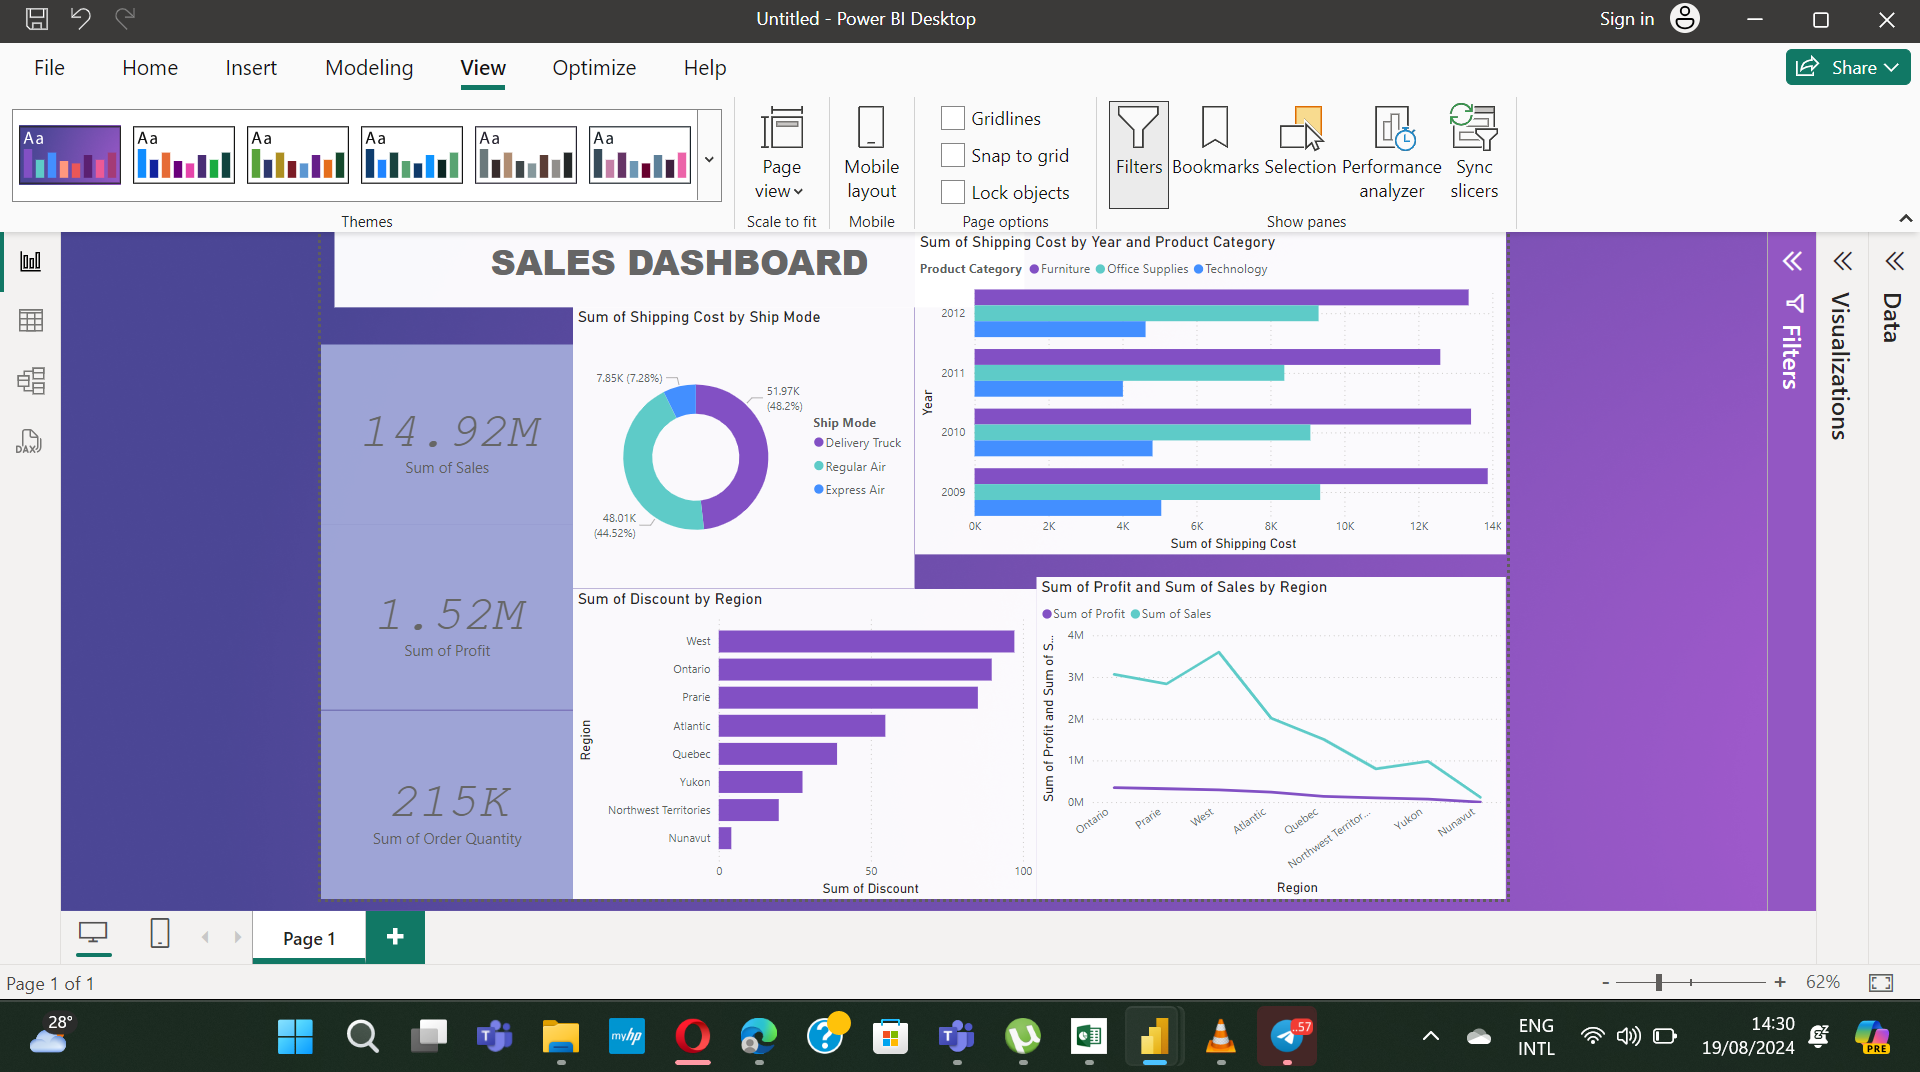 Untitled - Power BI Desktop
Sign in
File Home Insert Modeling View Optimize Help
Share
Aa Aa Aa Aa Aa Aa
Themes
Page view
Scale to fit
Mobile layout
Mobile
Gridlines
Snap to grid
Lock objects
Page options
Filters
Bookmarks
Selection
Performance analyzer
Sync slicers
Show panes
SALES DASHBOARD
14.92M
Sum of Sales
1.52M
Sum of Profit
215K
Sum of Order Quantity
Sum of Shipping Cost by Ship Mode
7.85K (7.28%)
51.97K
(48.2%)
48.01K
(44.52%)
Ship Mode
Delivery Truck
Regular Air
Express Air
Sum of Shipping Cost by Year and Product Category
Product Category Furniture Office Supplies Technology
Year
2012
2011
2010
2009
0K 2K 4K 6K 8K 10K 12K 14K
Sum of Shipping Cost
Sum of Discount by Region
Region
West
Ontario
Prarie
Atlantic
Quebec
Yukon
Northwest Territories
Nunavut
0 50 100
Sum of Discount
Sum of Profit and Sum of Sales by Region
Sum of Profit Sum of Sales
Sum of Profit and Sum of S...
4M
3M
2M
1M
0M
Ontario Prarie West Atlantic Quebec Northwest Territor... Yukon Nunavut
Region
Filters
Visualizations
Data
DAX
Page 1
Page 1 of 1
- + 62%
28°
myhp
..57
ENG
INTL
14:30
19/08/2024
PRE